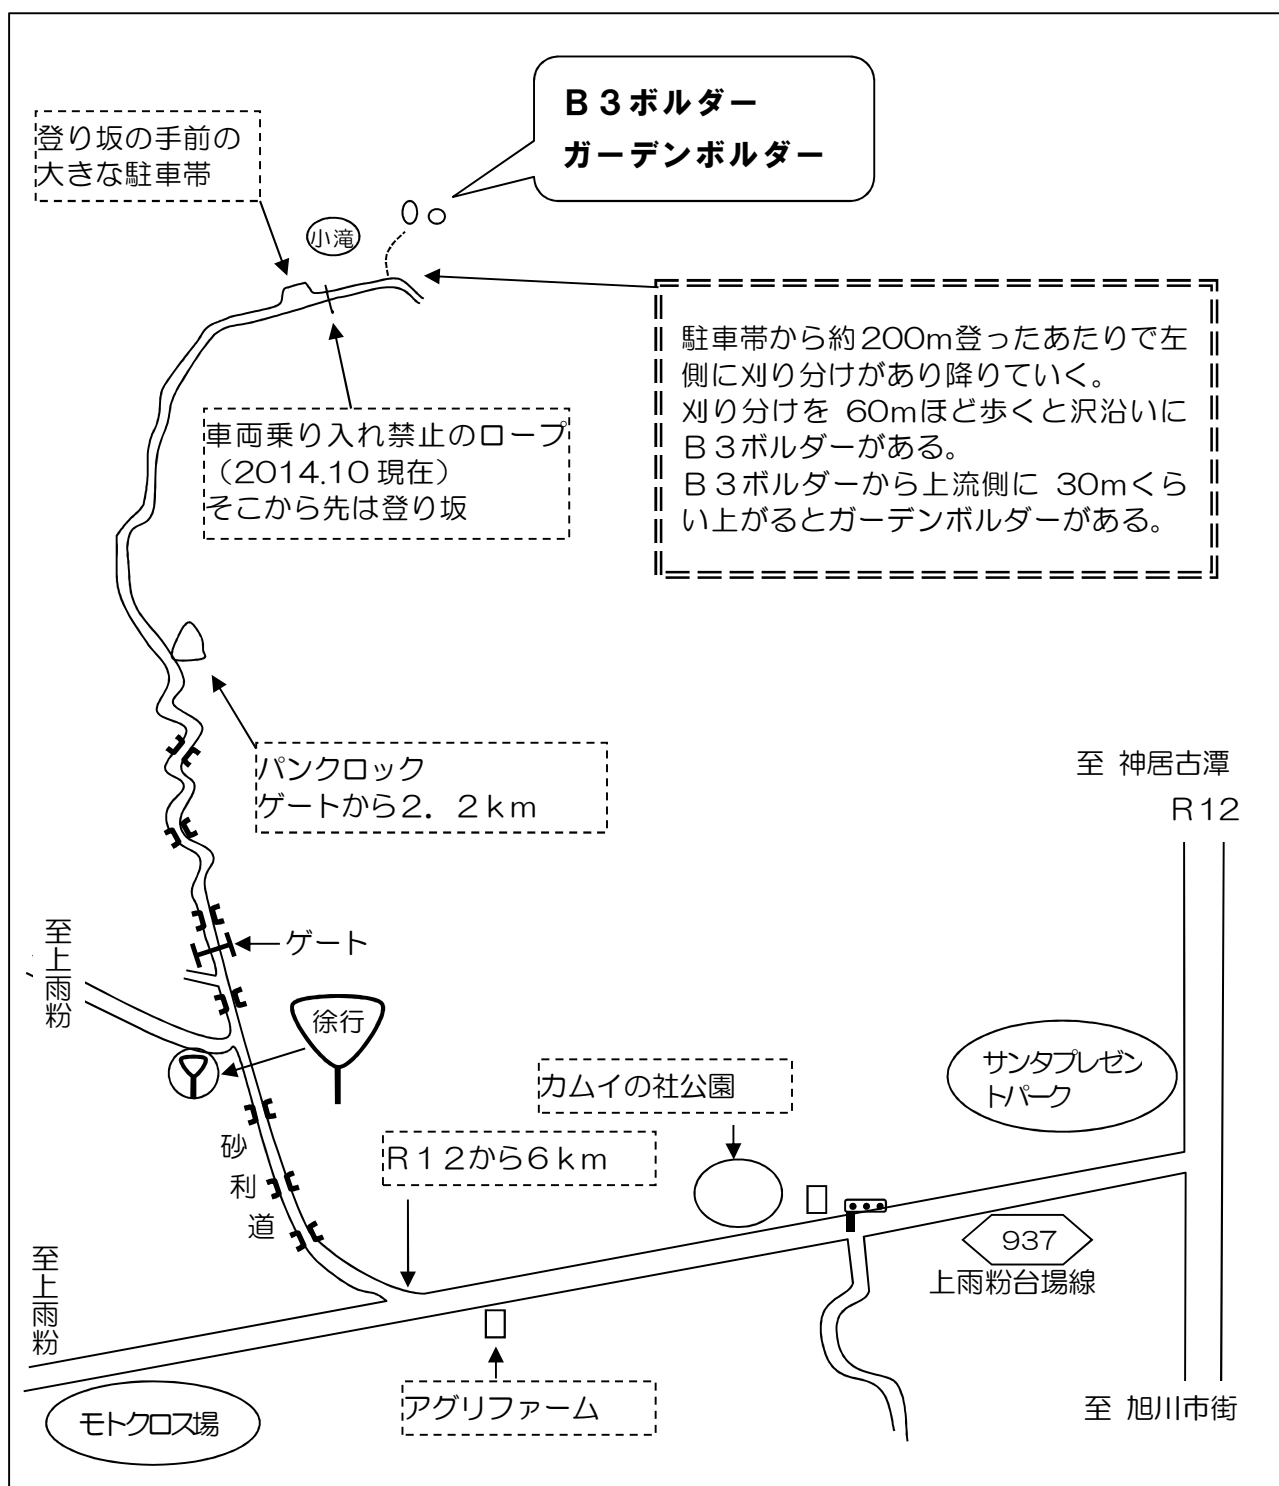 B3ボルダー
ガーデンボルダー
登り坂の手前の
大きな駐車帯
小滝
駐車帯から約200m登ったあたりで左
側に刈り分けがあり降りていく。
刈り分けを 60mほど歩くと沢沿いに
B3ボルダーがある。
B3ボルダーから上流側に 30mくら
い上がるとガーデンボルダーがある。
車両乗り入れ禁止のロープ
（2014.10 現在）
そこから先は登り坂
パンクロック
ゲートから2．2km
至 神居古潭
R12
ゲート
至上雨粉
徐行
サンタプレゼン
トパーク
カムイの社公園
砂利道
R12から6km
937
上雨粉台場線
至上雨粉
アグリファーム
モトクロス場
至 旭川市街